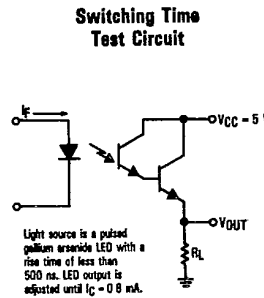 Switching Time
Test Circuit
IF
VCC = 5
VOUT
RL
Light source is a pulsed
gallium arsenide LED with a
rise time of less than
500 ns. LED output is
adjusted until IC = 0.8 mA.